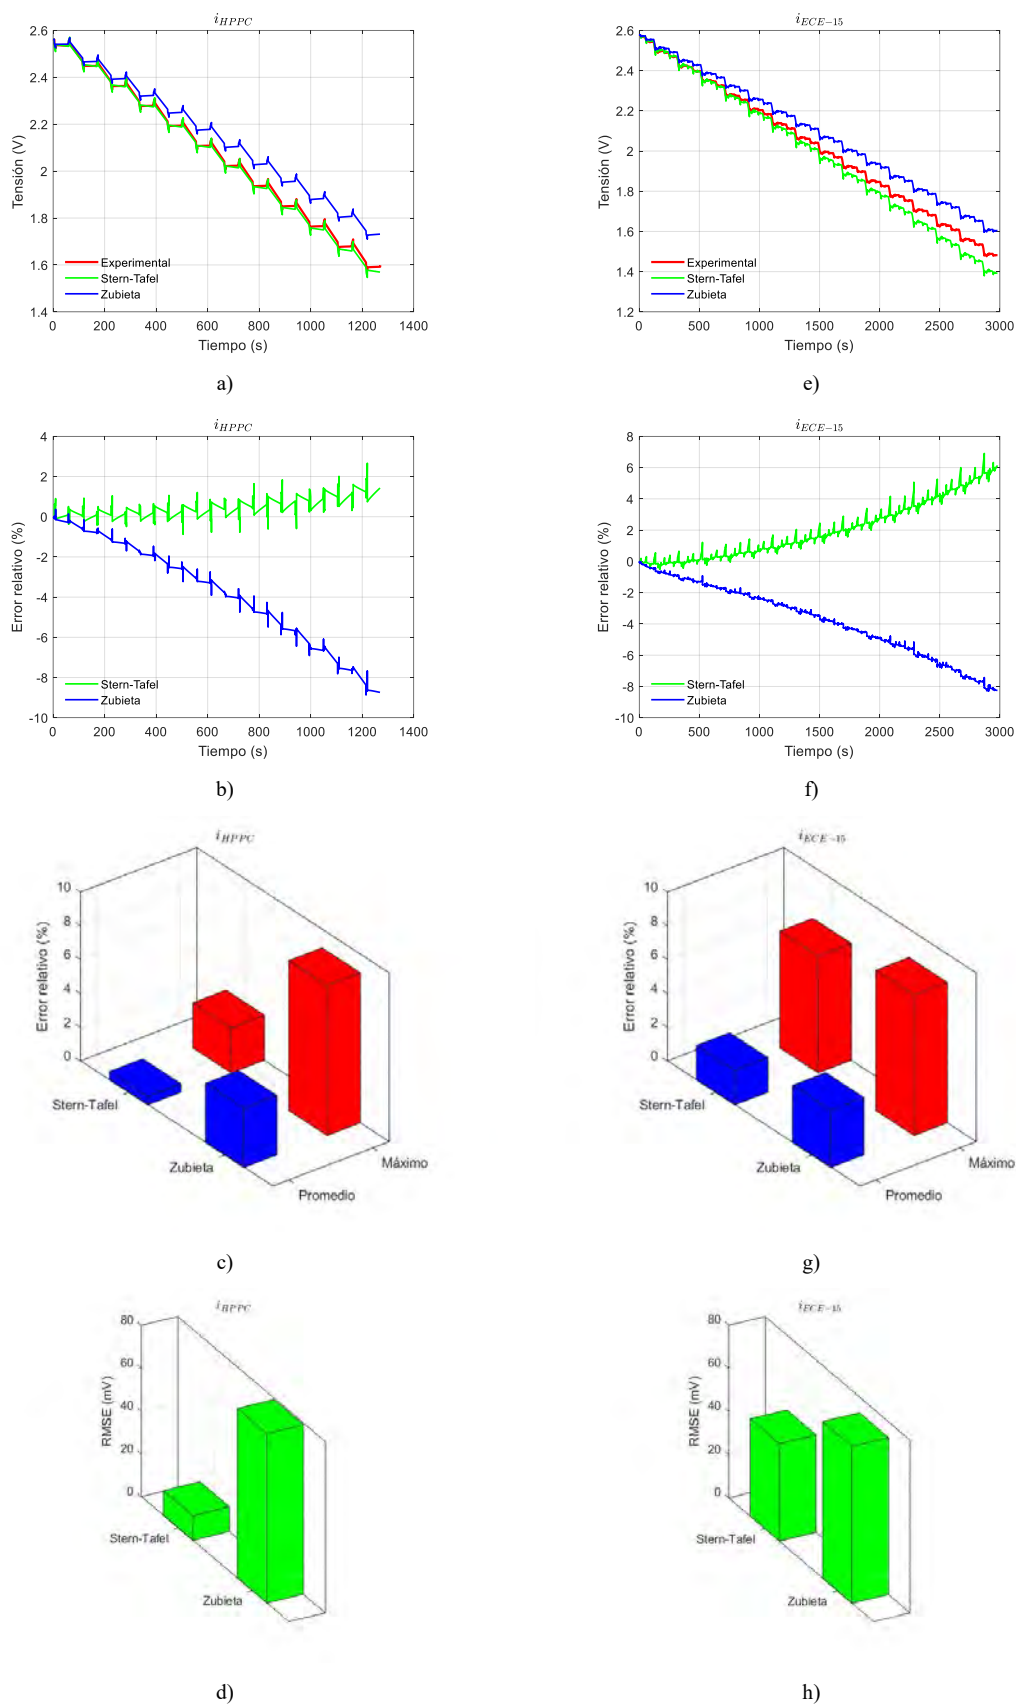 i_HPPC
2.6
2.4
2.2
2
1.8
1.6
1.4
Tensión (V)
Experimental
Stern-Tafel
Zubieta
0 200 400 600 800 1000 1200 1400
Tiempo (s)
a)
i_ECE-15
2.6
2.4
2.2
2
1.8
1.6
1.4
1.2
Tensión (V)
Experimental
Stern-Tafel
Zubieta
0 500 1000 1500 2000 2500 3000
Tiempo (s)
e)
i_HPPC
4
2
0
-2
-4
-6
-8
-10
Error relativo (%)
Stern-Tafel
Zubieta
0 200 400 600 800 1000 1200 1400
Tiempo (s)
b)
i_ECE-15
8
6
4
2
0
-2
-4
-6
-8
-10
Error relativo (%)
Stern-Tafel
Zubieta
0 500 1000 1500 2000 2500 3000
Tiempo (s)
f)
i_HPPC
10
8
6
4
2
0
Error relativo (%)
Stern-Tafel
Zubieta
Máximo
Promedio
c)
i_ECE-15
10
8
6
4
2
0
Error relativo (%)
Stern-Tafel
Zubieta
Máximo
Promedio
g)
i_HPPC
80
60
40
20
0
RMSE (mV)
Stern-Tafel
Zubieta
d)
i_ECE-15
80
60
40
20
0
RMSE (mV)
Stern-Tafel
Zubieta
h)